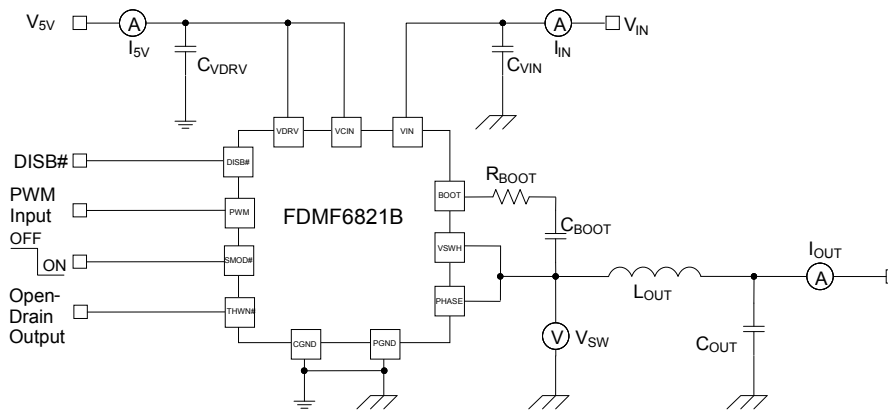 V5V
A
I5V
CVDRV
A
IIN
VIN
CVIN
VDRV
VCIN
VIN
DISB#
DISB#
PWM
Input
PWM
FDMF6821B
BOOT
RBOOT
CBOOT
OFF
ON
SMOD#
VSWH
Open-
Drain
Output
THWN#
PHASE
CGND
PGND
V
VSW
LOUT
IOUT
A
COUT